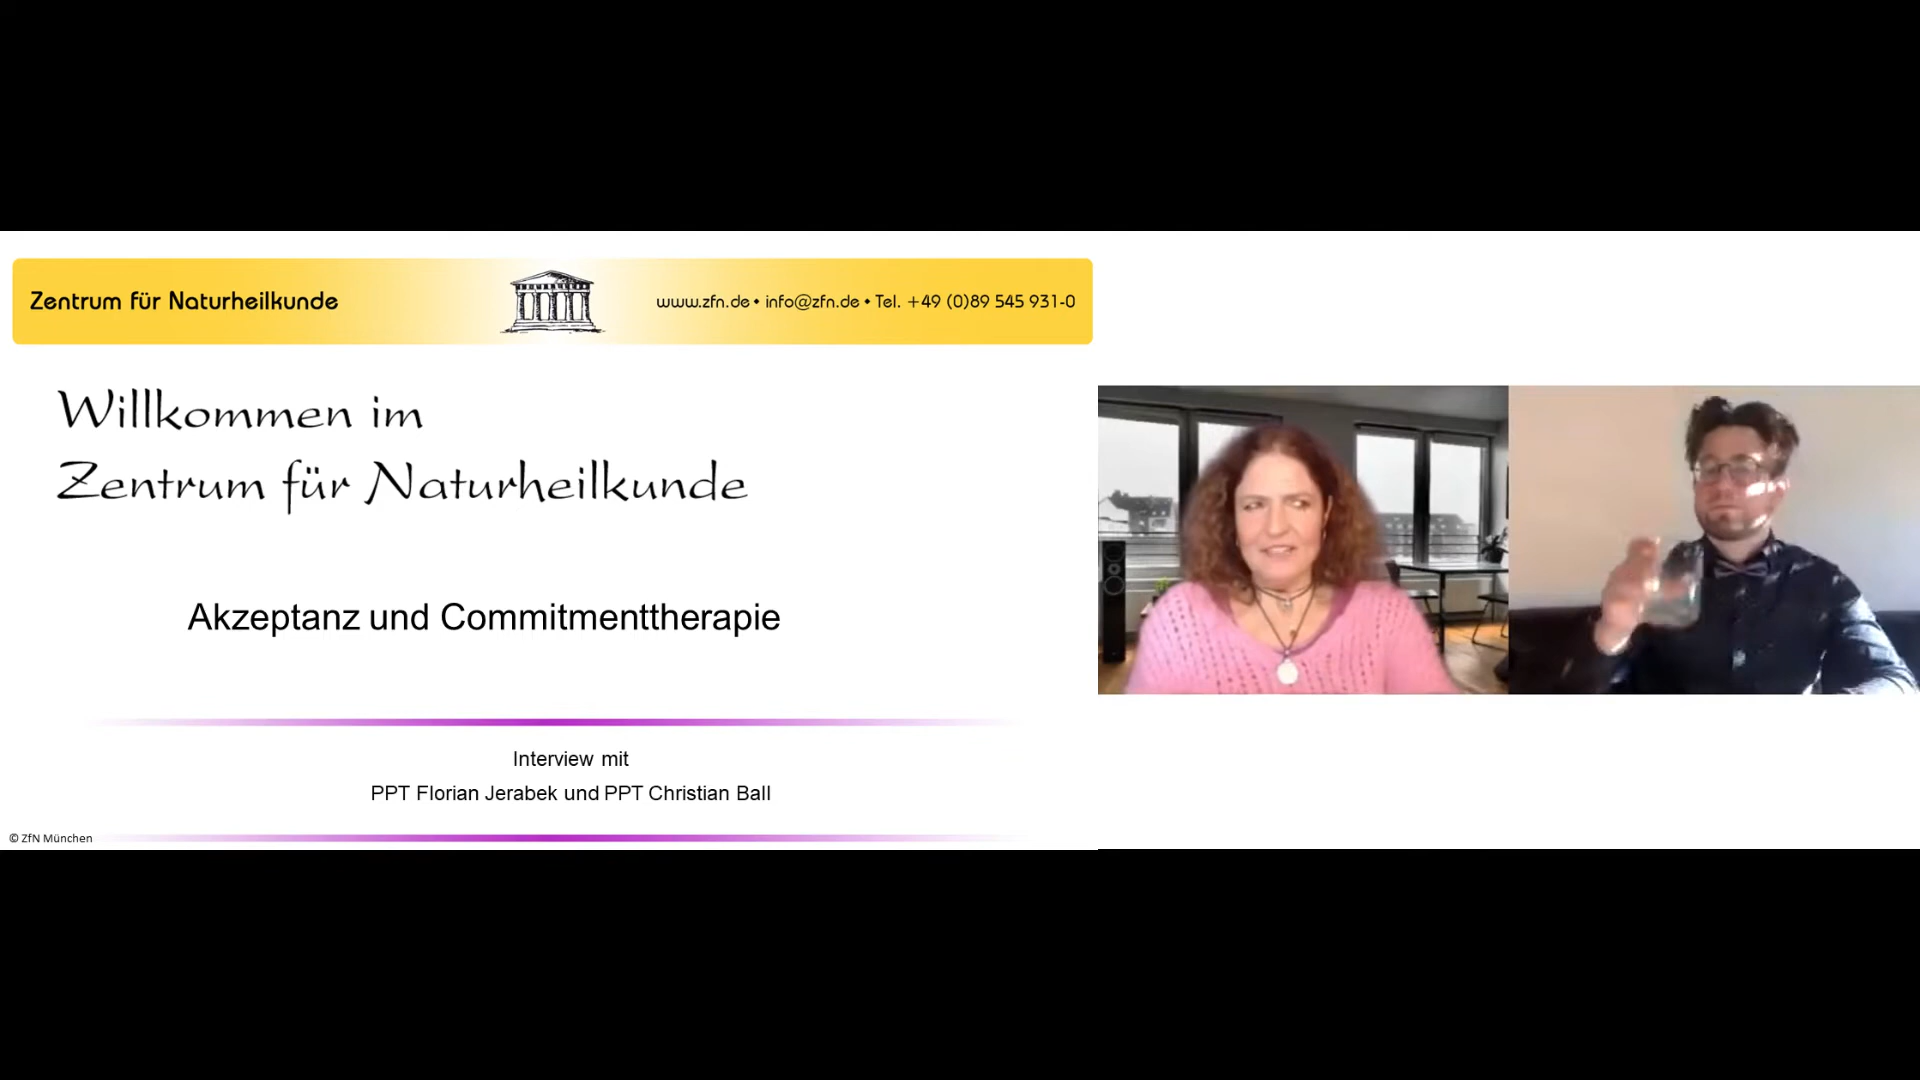 Zentrum für Naturheilkunde
www.zfn.de • info@zfn.de • Tel. +49 (0)89 545 931-0
Willkommen im
Zentrum für Naturheilkunde
Akzeptanz und Commitmenttherapie
Interview mit
PPT Florian Jerabek und PPT Christian Ball
© ZfN München